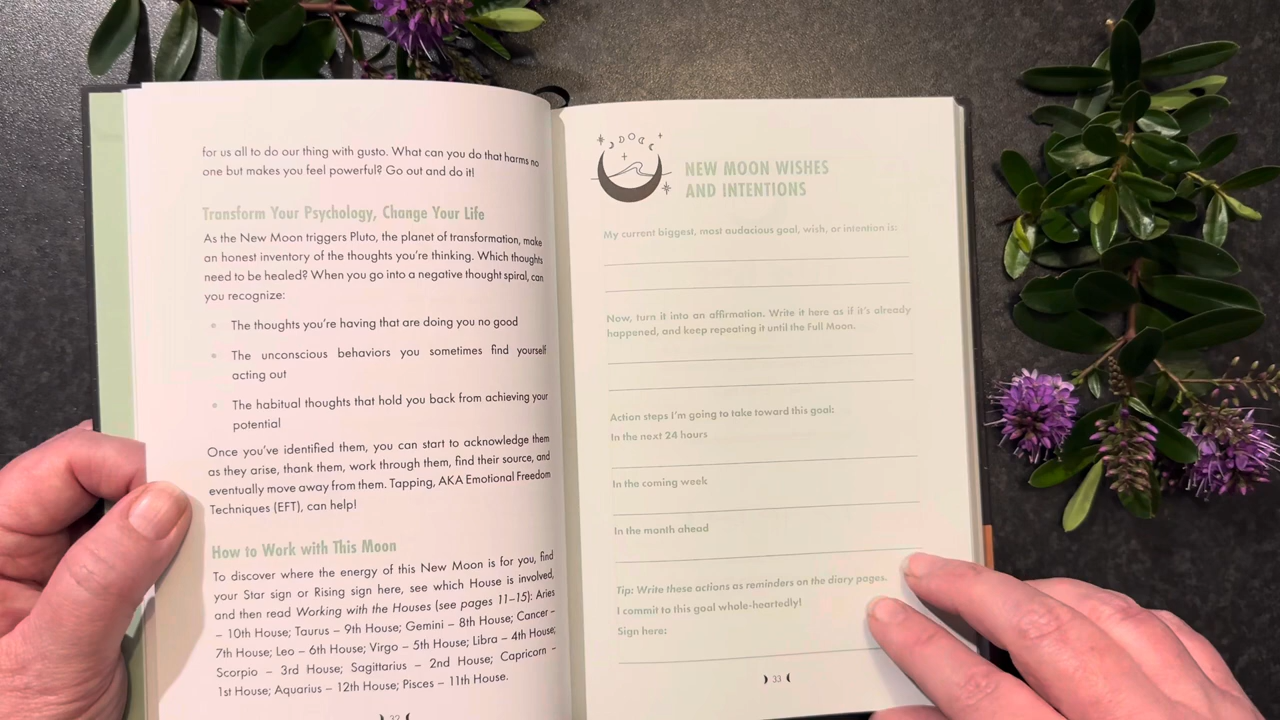 for us all to do our thing with gusto. What can you do that harms no
one but makes you feel powerful? Go out and do it!
Transform Your Psychology, Change Your Life
As the New Moon triggers Pluto, the planet of transformation, make
an honest inventory of the thoughts you're thinking. Which thoughts
need to be healed? When you go into a negative thought spiral, can
you recognize:
• The thoughts you're having that are doing you no good
• The unconscious behaviors you sometimes find yourself
acting out
• The habitual thoughts that hold you back from achieving your
potential
Once you've identified them, you can start to acknowledge them
as they arise, thank them, work through them, find their source, and
eventually move away from them. Tapping, AKA Emotional Freedom
Techniques (EFT), can help!
How to Work with This Moon
To discover where the energy of this New Moon is for you, find
your Star sign or Rising sign here, see which House is involved,
and then read Working with the Houses (see pages 11–15): Aries
– 10th House; Taurus – 9th House; Gemini – 8th House; Cancer –
7th House; Leo – 6th House; Virgo – 5th House; Libra – 4th House;
Scorpio – 3rd House; Sagittarius – 2nd House; Capricorn –
1st House; Aquarius – 12th House; Pisces – 11th House.
32
NEW MOON WISHES
AND INTENTIONS
My current biggest, most audacious goal, wish, or intention is:
Now, turn it into an affirmation. Write it here as if it's already
happened, and keep repeating it until the Full Moon.
Action steps I'm going to take toward this goal:
In the next 24 hours
In the coming week
In the month ahead
Tip: Write these actions as reminders on the diary pages.
I commit to this goal whole-heartedly!
Sign here:
33